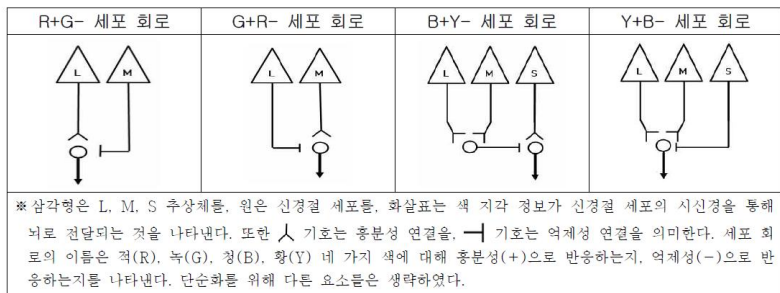 R+G- 세포 회로 G+R- 세포 회로 B+Y- 세포 회로 Y+B- 세포 회로
L M L M L M S L M S
※ 삼각형은 L, M, S 추상체를, 원은 신경절 세포를, 화살표는 색 지각 정보가 신경절 세포의 시신경을 통해
뇌로 전달되는 것을 나타낸다. 또한 기호는 흥분성 연결을, 기호는 억제성 연결을 의미한다. 세포 회
로의 이름은 적(R), 녹(G), 청(B), 황(Y) 네 가지 색에 대해 흥분성(+)으로 반응하는지, 억제성(-)으로 반
응하는지를 나타낸다. 단순화를 위해 다른 요소들은 생략하였다.